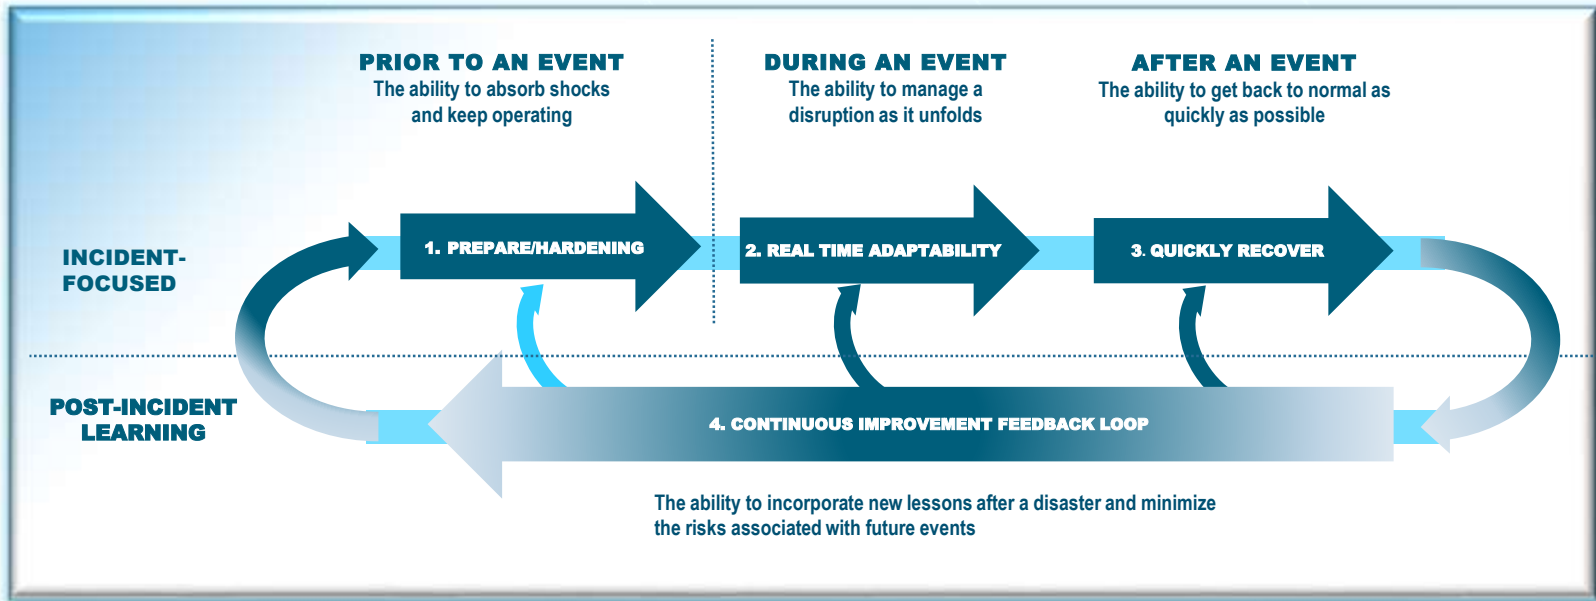 PRIOR TO AN EVENT
The ability to absorb shocks
and keep operating
DURING AN EVENT
The ability to manage a
disruption as it unfolds
AFTER AN EVENT
The ability to get back to normal as
quickly as possible
INCIDENT-
FOCUSED
1. PREPARE/HARDENING
2. REAL TIME ADAPTABILITY
3. QUICKLY RECOVER
POST-INCIDENT
LEARNING
4. CONTINUOUS IMPROVEMENT FEEDBACK LOOP
The ability to incorporate new lessons after a disaster and minimize
the risks associated with future events